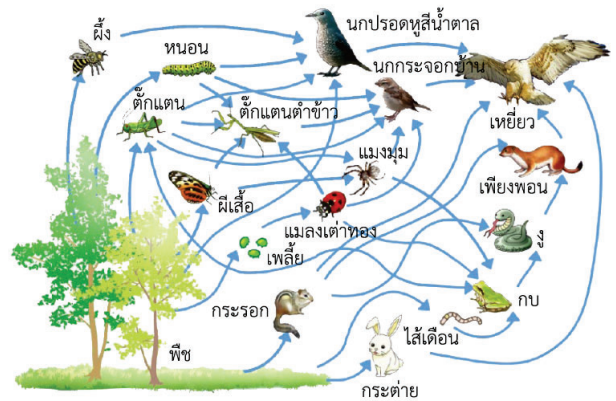 ผึ้ง
หนอน
นกปรอดหูสีน้ำตาล
นกกระจอกบ้าน
ตั๊กแตน
ตั๊กแตนตำข้าว
เหยี่ยว
แมงมุม
เพียงพอน
ผีเสื้อ
แมลงเต่าทอง
งู
เพลี้ย
กบ
กระรอก
ไส้เดือน
พืช
กระต่าย